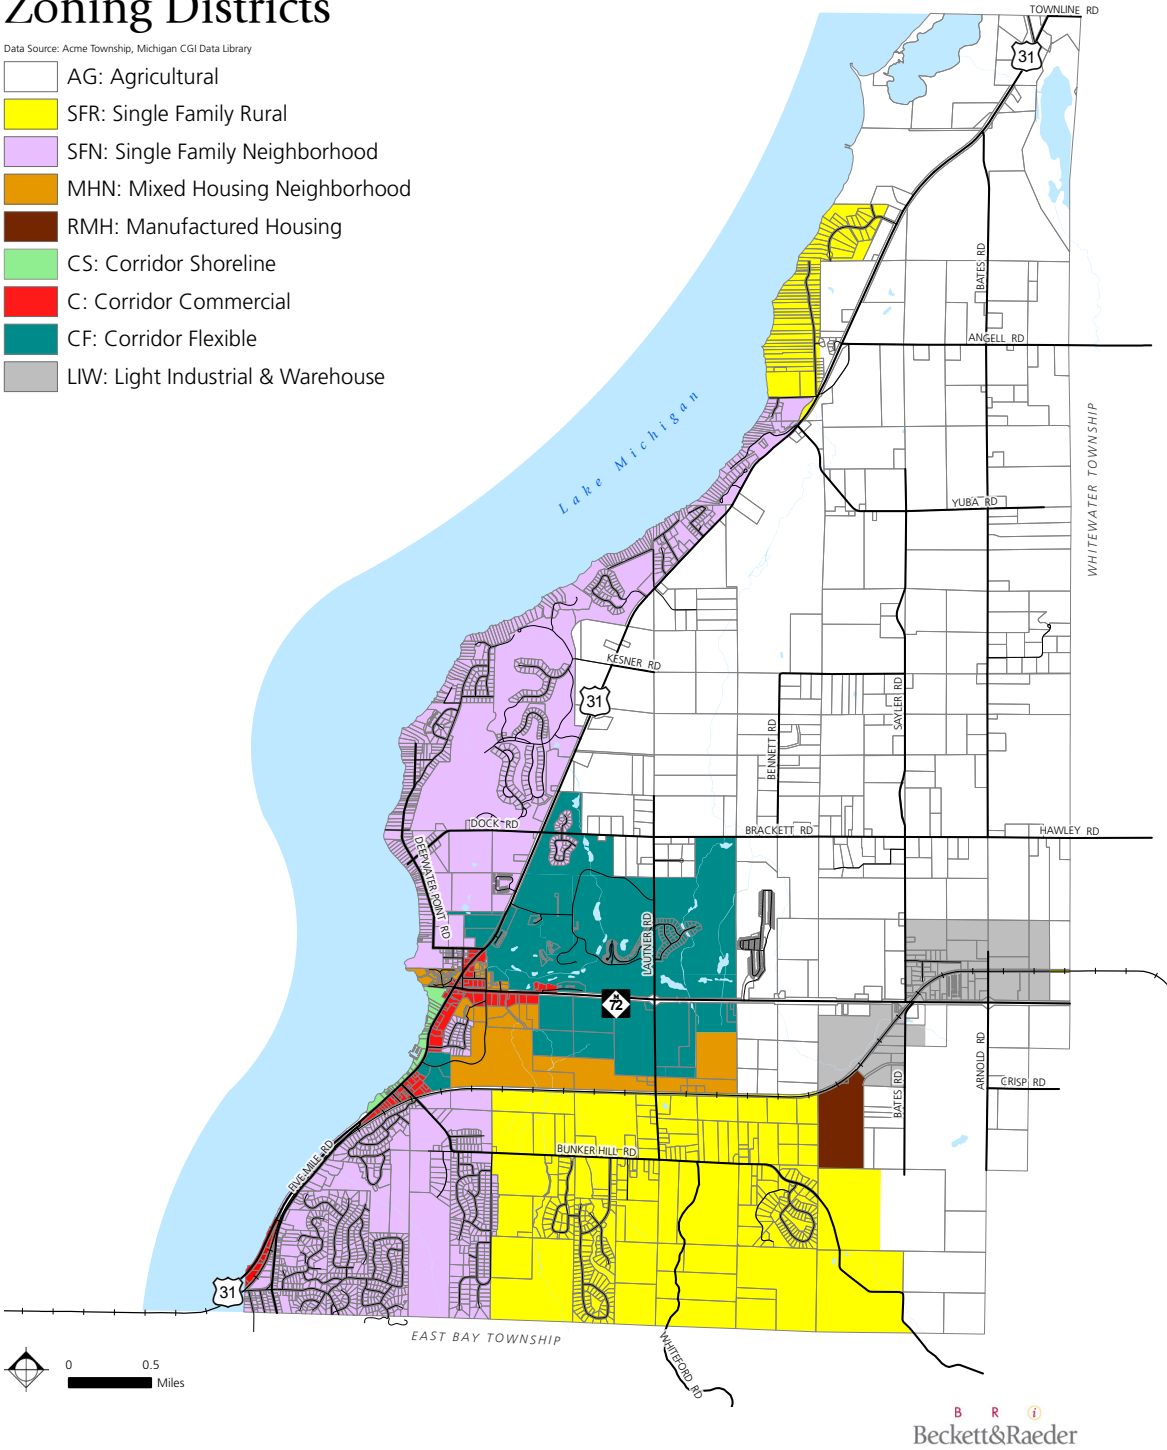 Zoning Districts
Data Source: Acme Township, Michigan CGI Data Library
AG: Agricultural
SFR: Single Family Rural
SFN: Single Family Neighborhood
MHN: Mixed Housing Neighborhood
RMH: Manufactured Housing
CS: Corridor Shoreline
C: Corridor Commercial
CF: Corridor Flexible
LIW: Light Industrial & Warehouse
TOWNLINE RD
31
BATES RD
ANGELL RD
Lake Michigan
WHITEWATER TOWNSHIP
YUBA RD
KESNER RD
31
SAYLER RD
BENNETT RD
DOCK RD
BRACKETT RD
HAWLEY RD
DEEPWATER POINT RD
LAUTNER RD
M
72
ARNOLD RD
CRISP RD
BATES RD
BUNKER HILL RD
FIVE MILE RD
31
EAST BAY TOWNSHIP
WHITEFORD RD
0 0.5
Miles
B R i
Beckett&Raeder